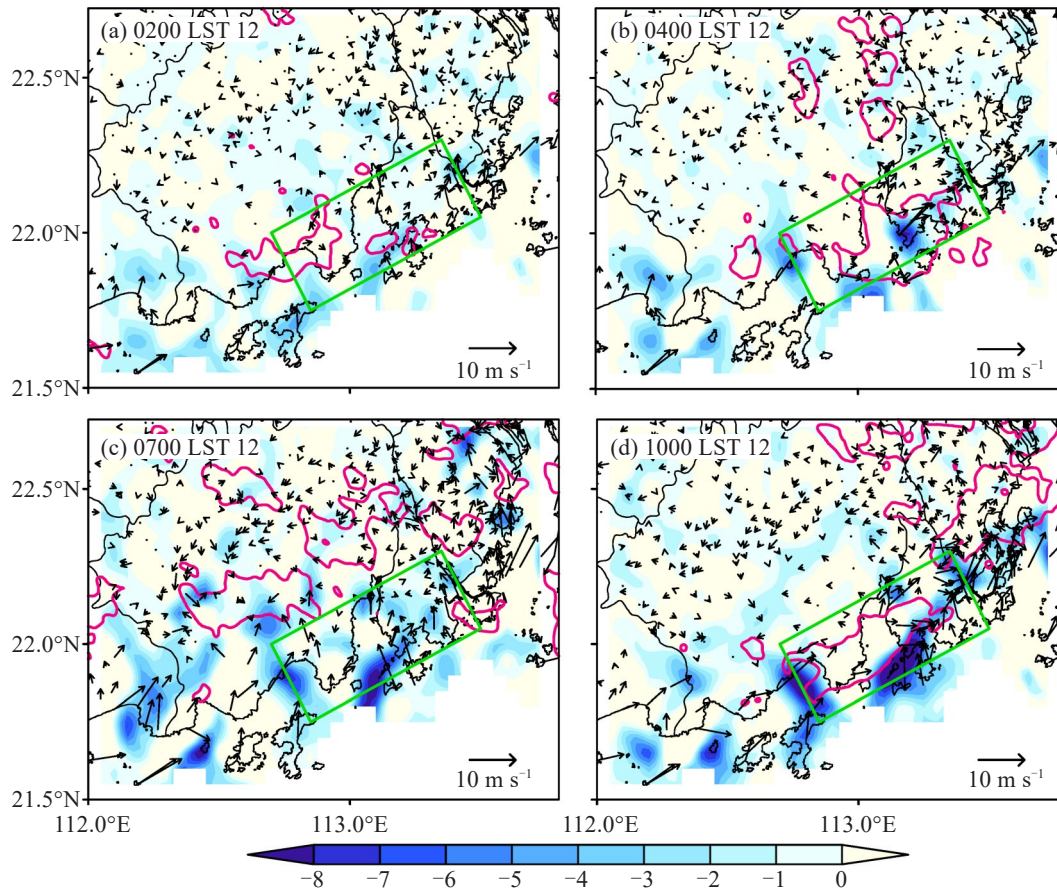 (a) 0200 LST 12
(b) 0400 LST 12
22.5°N
22.0°N
21.5°N
10 m s⁻¹
10 m s⁻¹
(c) 0700 LST 12
(d) 1000 LST 12
22.5°N
22.0°N
21.5°N
10 m s⁻¹
10 m s⁻¹
112.0°E 113.0°E 112.0°E 113.0°E
−8 −7 −6 −5 −4 −3 −2 −1 0